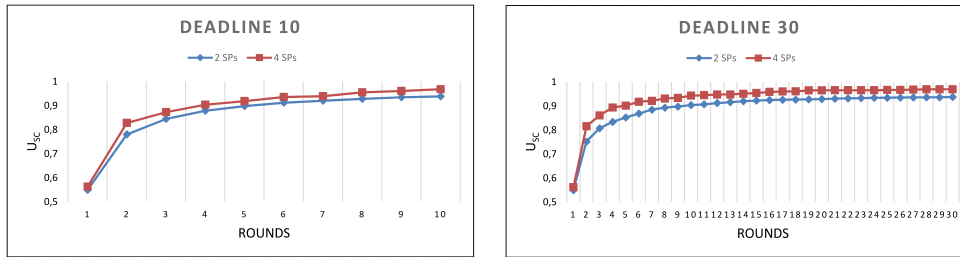 DEADLINE 10
2 SPs 4 SPs
1
0,9
0,8
0,7
0,6
0,5
U_SC
1 2 3 4 5 6 7 8 9 10
ROUNDS
DEADLINE 30
2 SPs 4 SPs
1
0,9
0,8
0,7
0,6
0,5
U_SC
1 2 3 4 5 6 7 8 9 10 11 12 13 14 15 16 17 18 19 20 21 22 23 24 25 26 27 28 29 30
ROUNDS